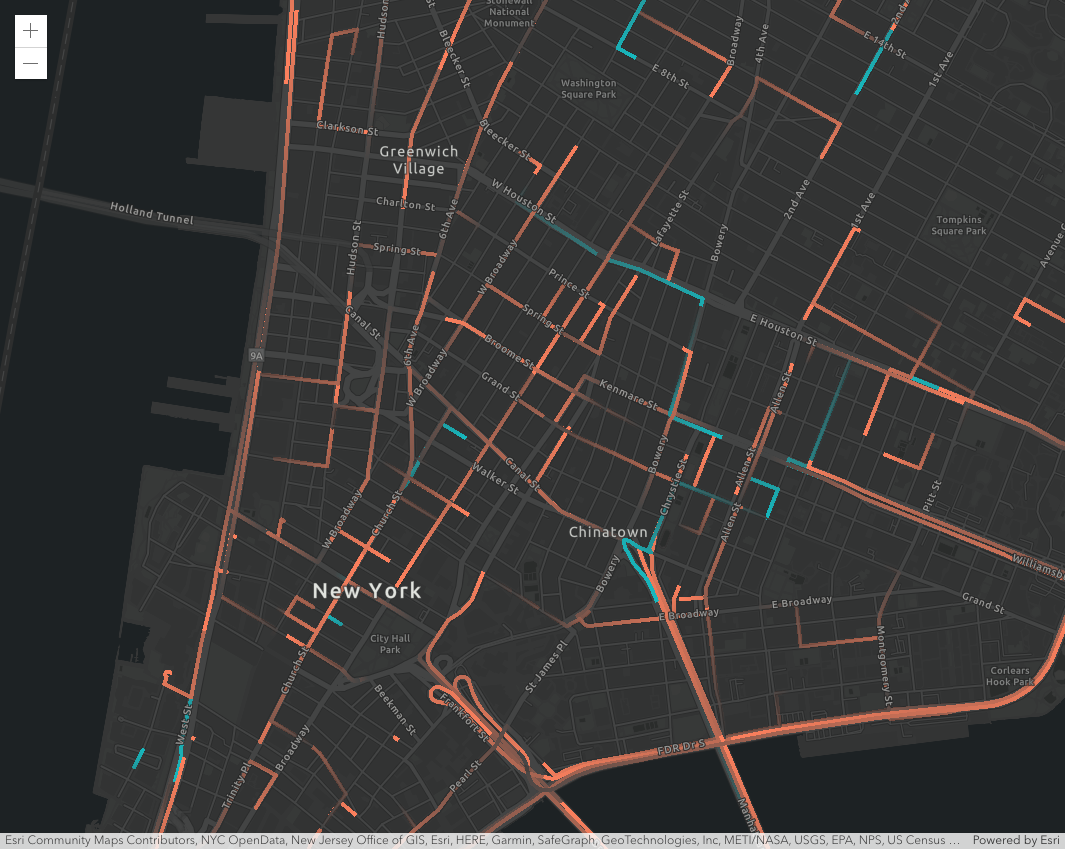 Stonewall
National
Monument
Hudson
Bleecker St
Broadway
4th Ave
2nd
E 14th St
1st Ave
E 8th St
Washington
Square Park
Clarkson St
Bleecker St
Greenwich
Village
W Houston St
Charlton St
Holland Tunnel
6th Ave
Lafayette St
2nd Ave
1st Ave
Tompkins
Square Park
Avenue C
Hudson St
Spring St
Bowery
W Broadway
Prince St
Canal St
Spring St
E Houston St
6th Ave
9A
Broome St
W Broadway
Grand St
Kenmare St
Allen St
Bowery
Canal St
Walker St
Chrystie St
Allen St
Pitt St
W Broadway
Church St
Allen St
Chinatown
Williamsb
New York
Bowery
E Broadway
Grand St
E Broadway
City Hall
Park
Church St
St James Pl
Montgomery St
Corlears
Hook Park
West St
Beekman St
Frankfort St
Broadway
FDR Dr S
Trinity Pl
Pearl St
Manha
Esri Community Maps Contributors, NYC OpenData, New Jersey Office of GIS, Esri, HERE, Garmin, SafeGraph, GeoTechnologies, Inc, METI/NASA, USGS, EPA, NPS, US Census ... Powered by Esri